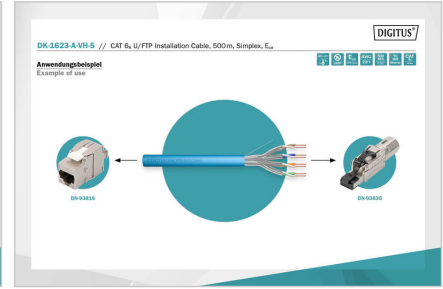 DIGITUS®
DK-1623-A-VH-5 // CAT 6A U/FTP Installation Cable, 500 m, Simplex, Eca
Anwendungsbeispiel
Example of use
DN-93816
DN-93835